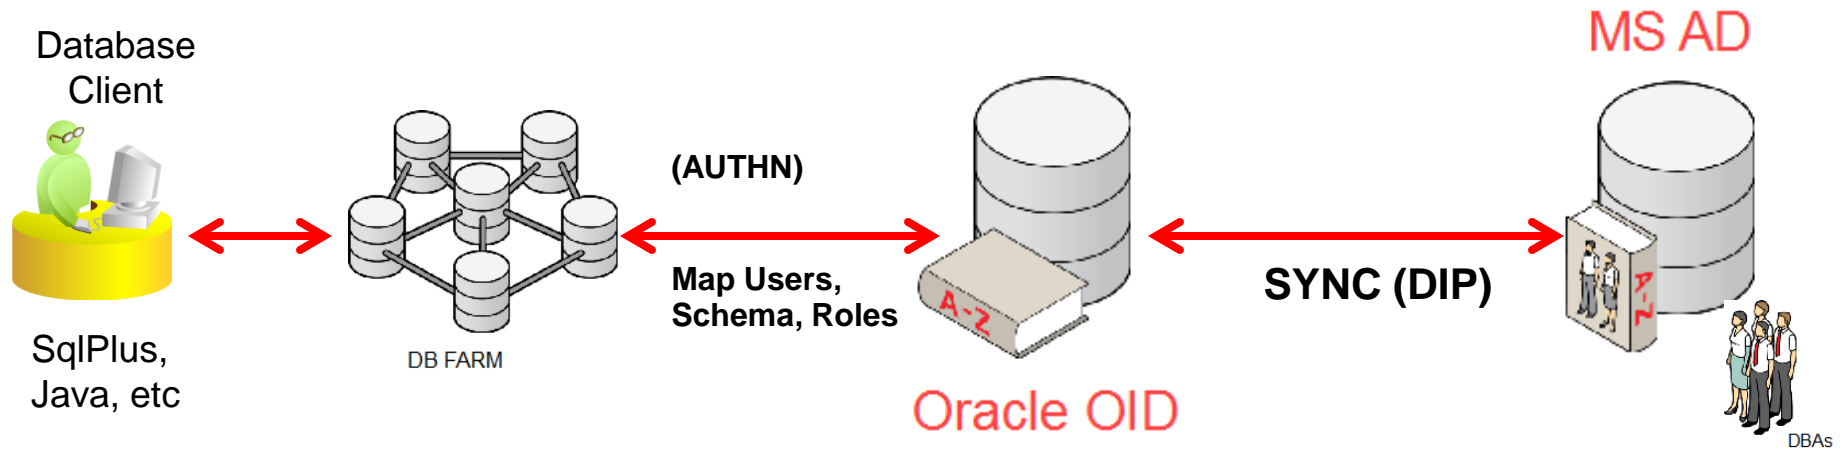 Database
Client
SqlPlus,
Java, etc
DB FARM
(AUTHN)
Map Users,
Schema, Roles
A-Z
Oracle OID
SYNC (DIP)
MS AD
A-Z
DBAs